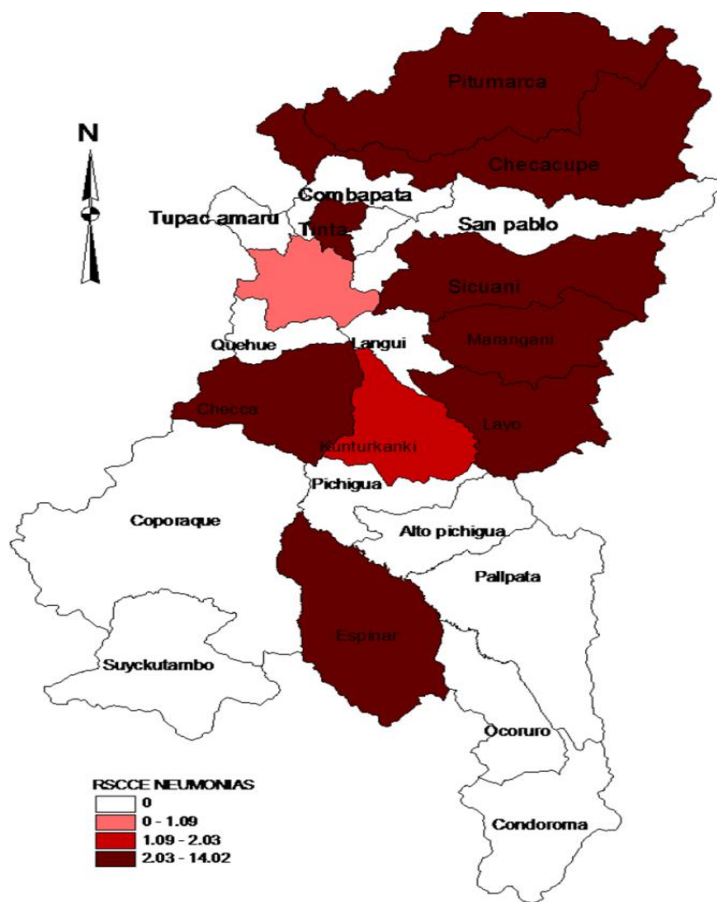 N
Pitumarca
Checacupe
Combapata
Tupac amaru
Tinta
San pablo
Sicuani
Quehue
Langui
Marangani
Checca
Layo
Kunturkanki
Pichigua
Coporaque
Alto pichigua
Pallpata
Espinar
Suyckutambo
Ocoruro
Condoroma
RSCCE NEUMONIAS
0
0 - 1.09
1.09 - 2.03
2.03 - 14.02